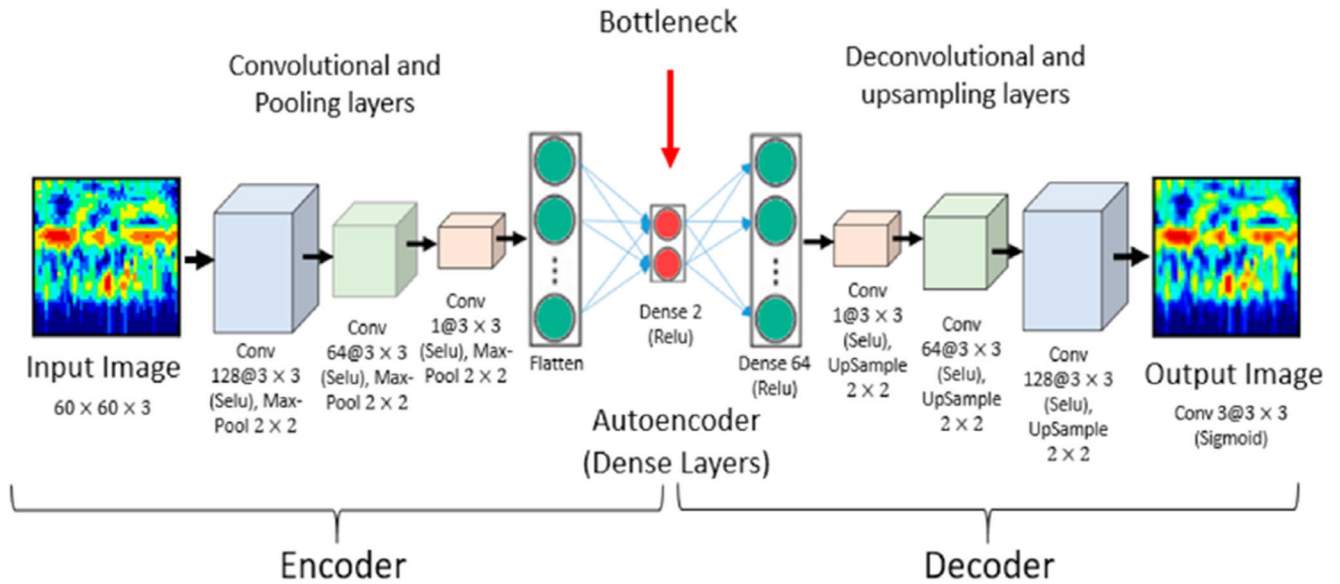 Bottleneck
Convolutional and
Pooling layers
Deconvolutional and
upsampling layers
Input Image
60 × 60 × 3
Conv
128@3 × 3
(Selu), Max-
Pool 2 × 2
Conv
64@3 × 3
(Selu), Max-
Pool 2 × 2
Conv
1@3 × 3
(Selu), Max-
Pool 2 × 2
Flatten
Dense 2
(Relu)
Dense 64
(Relu)
Autoencoder
(Dense Layers)
Conv
1@3 × 3
(Selu),
UpSample
2 × 2
Conv
64@3 × 3
(Selu),
UpSample
2 × 2
Conv
128@3 × 3
(Selu),
UpSample
2 × 2
Output Image
Conv 3@3 × 3
(Sigmoid)
Encoder
Decoder